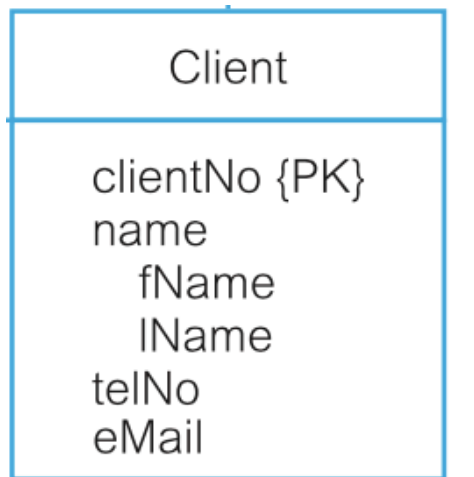 Client
clientNo {PK}
name
fName
lName
telNo
eMail